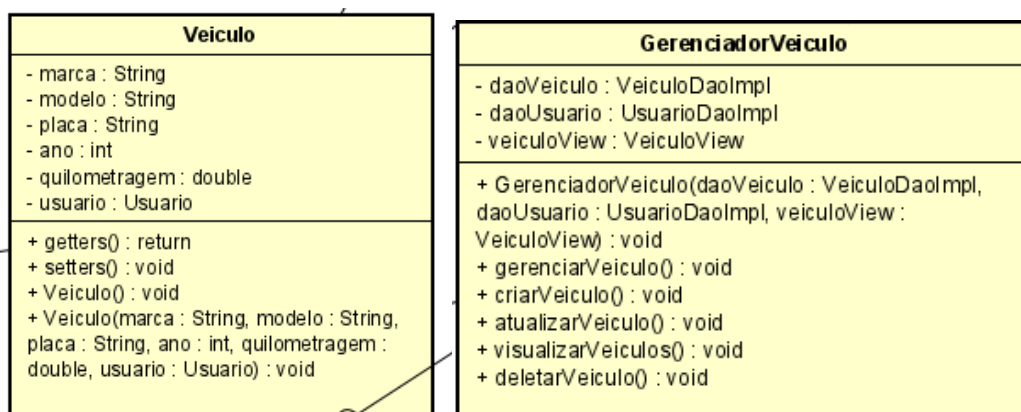 Veiculo
- marca : String
- modelo : String
- placa : String
- ano : int
- quilometragem : double
- usuario : Usuario
+ getters() : return
+ setters() : void
+ Veiculo() : void
+ Veiculo(marca : String, modelo : String,
placa : String, ano : int, quilometragem :
double, usuario : Usuario) : void
GerenciadorVeiculo
- daoVeiculo : VeiculoDaoImpl
- daoUsuario : UsuarioDaoImpl
- veiculoView : VeiculoView
+ GerenciadorVeiculo(daoVeiculo : VeiculoDaoImpl,
daoUsuario : UsuarioDaoImpl, veiculoView :
VeiculoView) : void
+ gerenciarVeiculo() : void
+ criarVeiculo() : void
+ atualizarVeiculo() : void
+ visualizarVeiculos() : void
+ deletarVeiculo() : void